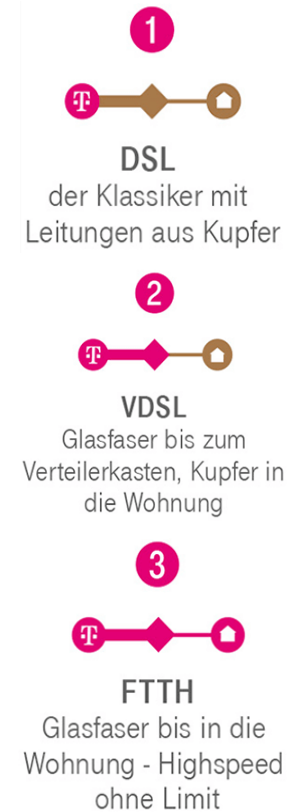 1
T
DSL
der Klassiker mit
Leitungen aus Kupfer
2
T
VDSL
Glasfaser bis zum
Verteilerkasten, Kupfer in
die Wohnung
3
T
FTTH
Glasfaser bis in die
Wohnung - Highspeed
ohne Limit